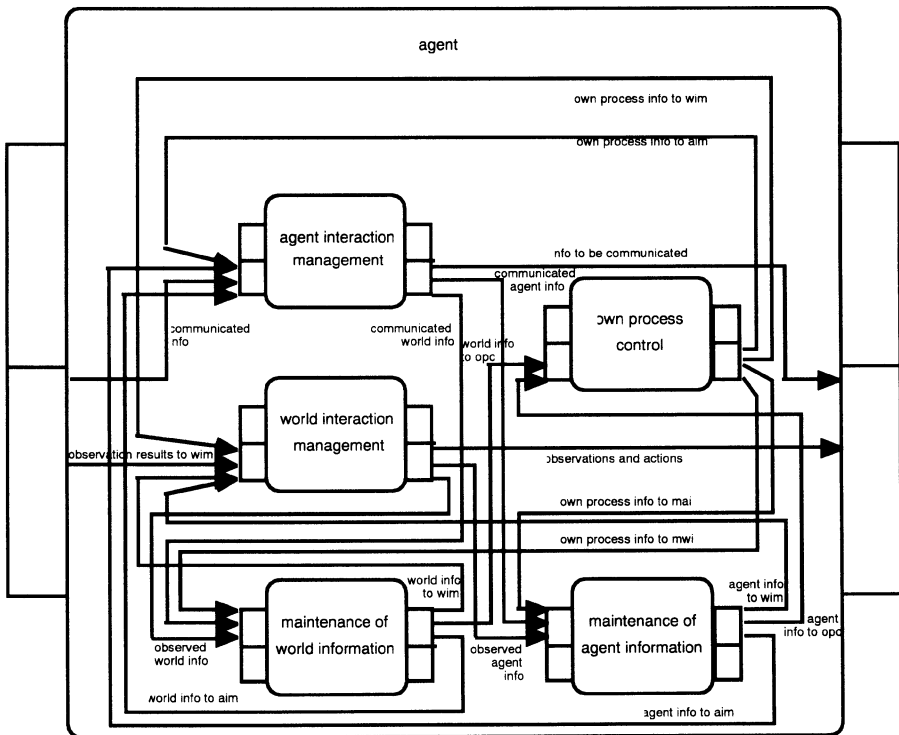 agent
own process info to wim
own process info to aim
agent interaction
management
nfo to be communicated
communicated
agent info
own process
control
communicated
nfo
communicated
world info
world info
to opc
world interaction
management
observation results to wim
observations and actions
own process info to mai
own process info to mwi
world info
to wim
agent info
to wim
maintenance of
world information
maintenance of
agent information
agent
info to opc
observed
world info
observed
agent
info
world info to aim
agent info to aim